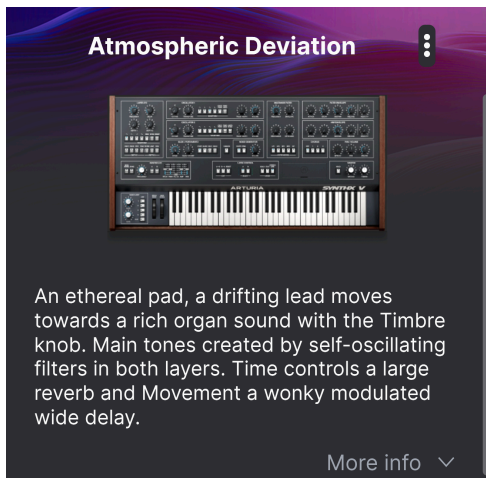 Atmospheric Deviation
ARTURIA SYNTHX V
An ethereal pad, a drifting lead moves
towards a rich organ sound with the Timbre
knob. Main tones created by self-oscillating
filters in both layers. Time controls a large
reverb and Movement a wonky modulated
wide delay.
More info